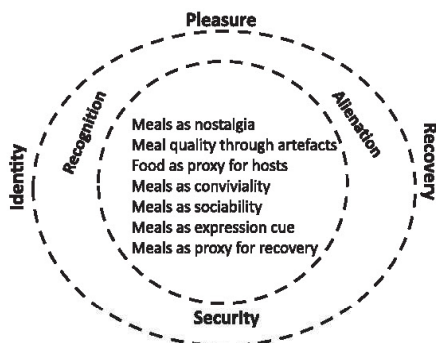 Pleasure
Recognition
Alienation
Identity
Recovery
Meals as nostalgia
Meal quality through artefacts
Food as proxy for hosts
Meals as conviviality
Meals as sociability
Meals as expression cue
Meals as proxy for recovery
Security